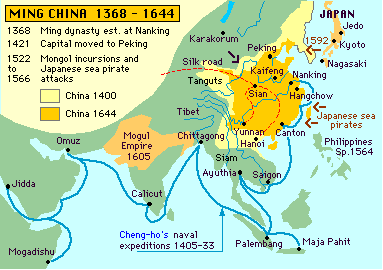 MING CHINA 1368 - 1644
1368 Ming dynasty est. at Nanking
1421 Capital moved to Peking
1522 Mongol incursions and
to Japanese sea pirate
1566 attacks
China 1400
China 1644
JAPAN
Jedo
1592
Kyoto
Nagasaki
Karakorum
Peking
Silk road
Kaifeng
Nanking
Tanguts
Sian
Hangchow
Tibet
Japanese sea
pirates
Omuz
Mogul
Empire
1605
Chittagong
Yunnan
Canton
Hanoi
Philippines
Sp.1564
Siam
Jidda
Ayuthia
Saigon
Calicut
Cheng-ho's naval
expeditions 1405-33
Mogadishu
Palembang
Maja Pahit